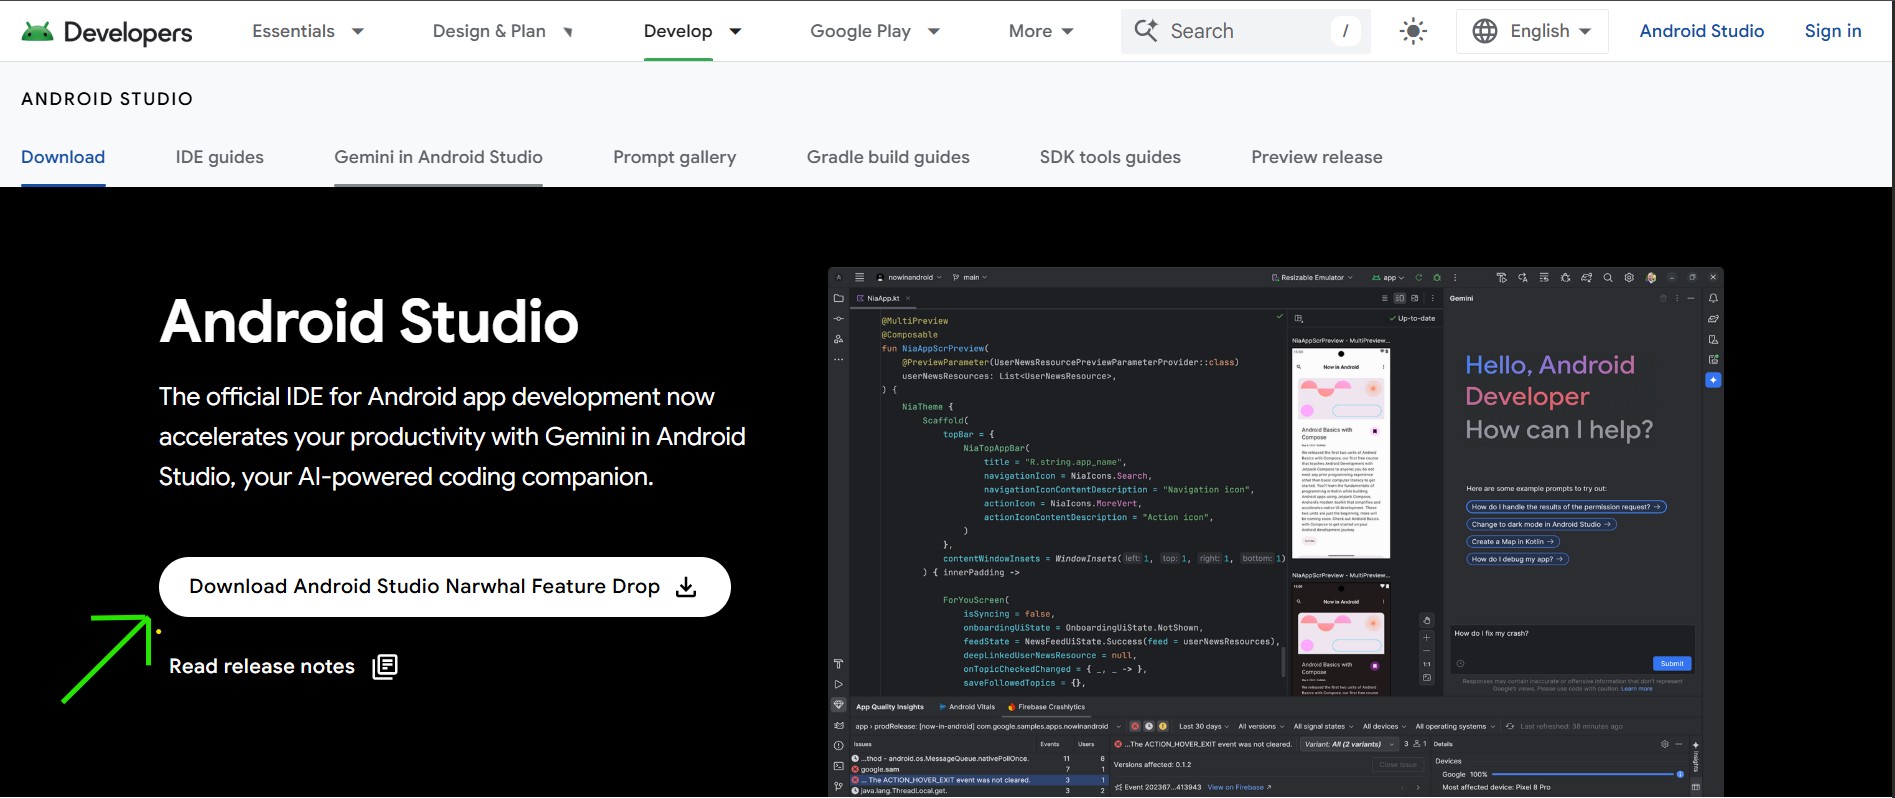 Developers
Essentials
Design & Plan
Develop
Google Play
More
Search
/
English
Android Studio
Sign in
ANDROID STUDIO
Download
IDE guides
Gemini in Android Studio
Prompt gallery
Gradle build guides
SDK tools guides
Preview release
Android Studio
The official IDE for Android app development now
accelerates your productivity with Gemini in Android
Studio, your AI-powered coding companion.
Download Android Studio Narwhal Feature Drop
Read release notes
nowinandroid
main
Resizable Emulator
app
NiaApp.kt
@MultiPreview
@Composable
fun NiaAppScrPreview(
@PreviewParameter(UserNewsResourcePreviewParameterProvider::class)
userNewsResources: List<UserNewsResource>,
) {
NiaTheme {
Scaffold(
topBar = {
NiaTopAppBar(
title = "R.string.app_name",
navigationIcon = NiaIcons.Search,
navigationIconContentDescription = "Navigation icon",
actionIcon = NiaIcons.MoreVert,
actionIconContentDescription = "Action icon",
)
},
contentWindowInsets = WindowInsets( left: 1, top: 1, right: 1, bottom: 1)
) { innerPadding ->
ForYouScreen(
isSyncing = false,
onboardingUiState = OnboardingUiState.NotShown,
feedState = NewsFeedUiState.Success(feed = userNewsResources),
deepLinkedUserNewsResource = null,
onTopicCheckedChanged = { _, _ -> },
saveFollowedTopics = {},
Up-to-date
NiaAppScrPreview - MultiPreview...
Now in Android
Android Basics with
Compose
NiaAppScrPreview - MultiPreview...
Now in Android
Android Basics with
Compose
1:1
Gemini
Hello, Android
Developer
How can I help?
Here are some example prompts to try out:
How do I handle the results of the permission request? →
Change to dark mode in Android Studio →
Create a Map in Kotlin →
How do I debug my app? →
How do I fix my crash?
Submit
Responses may contain inaccurate or offensive information that don't represent
Google's views. Please use code with caution. Learn more
App Quality Insights
Android Vitals
Firebase Crashlytics
app › prodRelease: [now-in-android] com.google.samples.apps.nowinandroid
Last 30 days
All versions
All signal states
All devices
All operating systems
Last refreshed: 38 minutes ago
Issues
Events
Users
...thod - android.os.MessageQueue.nativePollOnce. 11 6
google.sam 7 1
... The ACTION_HOVER_EXIT event was not cleared. 3 1
java.lang.ThreadLocal.get. 3 2
...The ACTION_HOVER_EXIT event was not cleared.
Variant: All (2 variants)
3
1
Versions affected: 0.1.2
Close issue
Event 202367...413943
View on Firebase
Details
Devices
Google 100%
Most affected device: Pixel 8 Pro
Insights